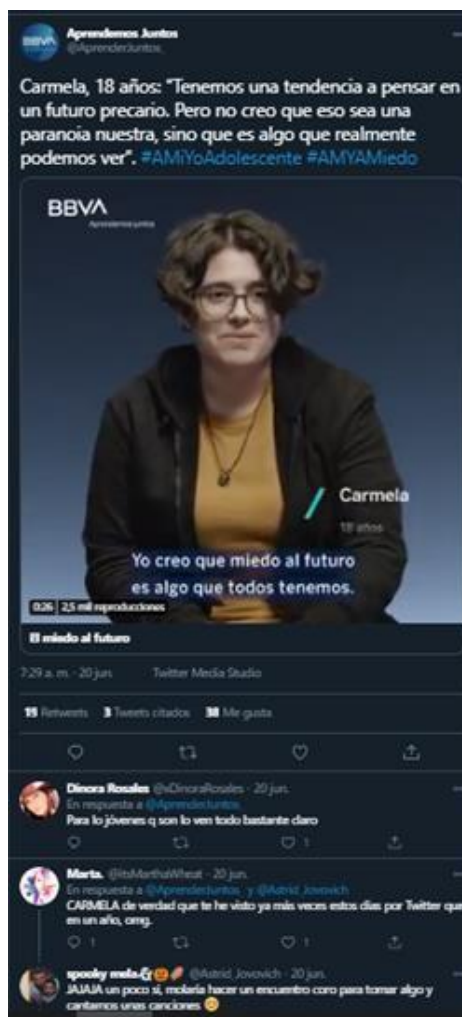 Aprendemos Juntos
@AprenderJuntos_
Carmela, 18 años: "Tenemos una tendencia a pensar en
un futuro precario. Pero no creo que eso sea una
paranoia nuestra, sino que es algo que realmente
podemos ver". #AMiYoAdolescente #AMYAMiedo
BBVA
Aprendemos juntos
Carmela
18 años
Yo creo que miedo al futuro
es algo que todos tenemos.
0:26 2,5 mil reproducciones
El miedo al futuro
7:29 a. m. · 20 jun. Twitter Media Studio
19 Retweets 3 Tweets citados 38 Me gusta
Dinora Rosales @xDinoraRosales · 20 jun.
En respuesta a @AprenderJuntos_
Para lo jóvenes q son lo ven todo bastante claro
1
Marta. @itsMarthaWheat · 20 jun.
En respuesta a @AprenderJuntos_ y @Astrid_Jovovich
CARMELA de verdad que te he visto ya más veces estos días por Twitter que
en un año, omg.
1 1
spooky mela @Astrid_Jovovich · 20 jun.
JAJAJA un poco sí, molaría hacer un encuentro coro para tomar algo y
cantarnos unas canciones